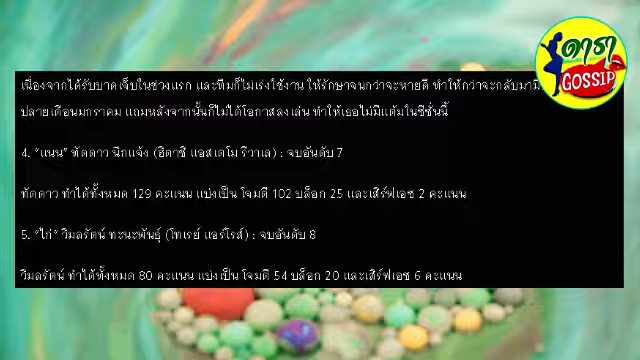 ดารา
GOSSIP
เนื่องจากได้รับบาดเจ็บในช่วงแรก และทีมก็ไม่เร่งใช้งาน ให้รักษาจนกว่าจะหายดี ทำให้กว่าจะกลับมามี
ปลายเดือนมกราคม แถมหลังจากนั้นก็ไม่ได้โอกาสลงเล่น ทำให้เธอไม่มีแต้มในซีซั่นนี้
4. "แนน" ทัดดาว นึกแจ้ง (ฮิตาชิ แอสเตโม ริวาเล) : จบอันดับ 7
ทัดดาว ทำได้ทั้งหมด 129 คะแนน แบ่งเป็น โจมตี 102 บล็อก 25 และเสิร์ฟเอซ 2 คะแนน
5. "ไก่" วิมลรัตน์ ทะนะพันธุ์ (โทเรย์ แอร์โรส์) : จบอันดับ 8
วิมลรัตน์ ทำได้ทั้งหมด 80 คะแนน แบ่งเป็น โจมตี 54 บล็อก 20 และเสิร์ฟเอซ 6 คะแนน